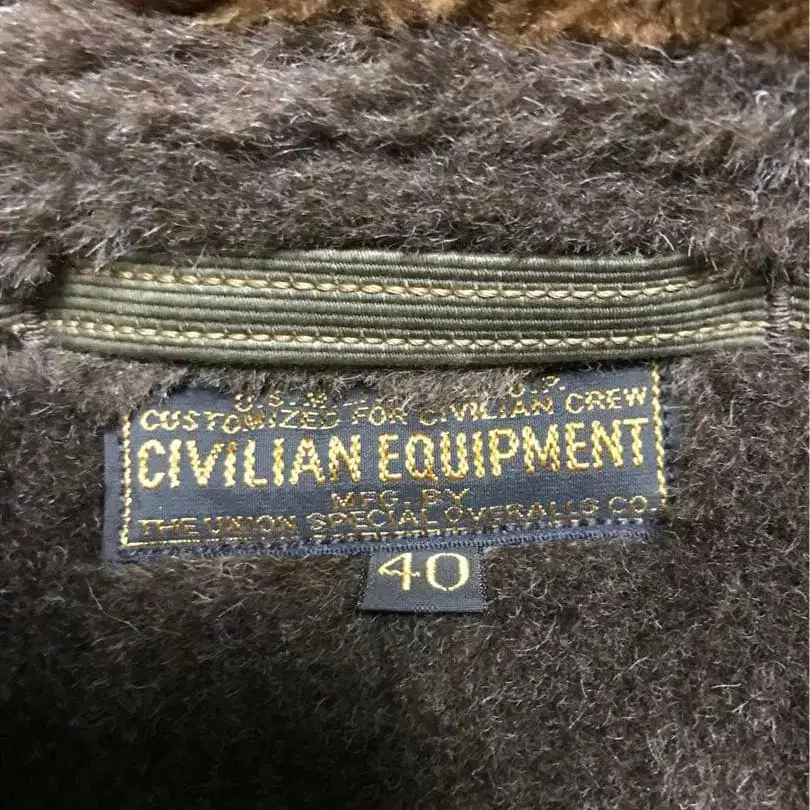 CUSTOMIZED FOR CIVILIAN CREW
CIVILIAN EQUIPMENT
MFG. BY
THE UNION SPECIAL OVERALLS CO.
40